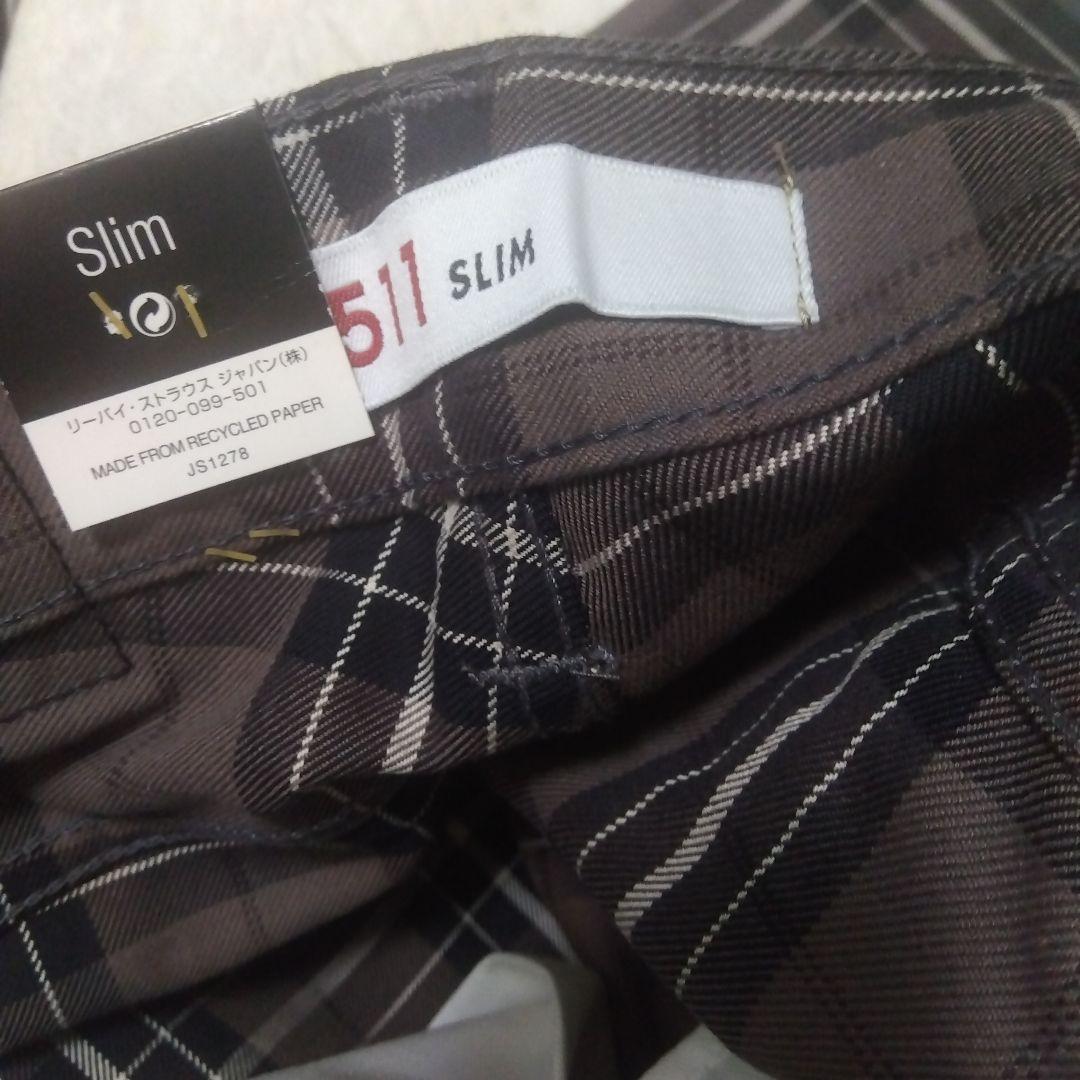 Slim
リーバイ・ストラウス ジャパン(株)
0120-099-501
MADE FROM RECYCLED PAPER
JS1278
511 SLIM